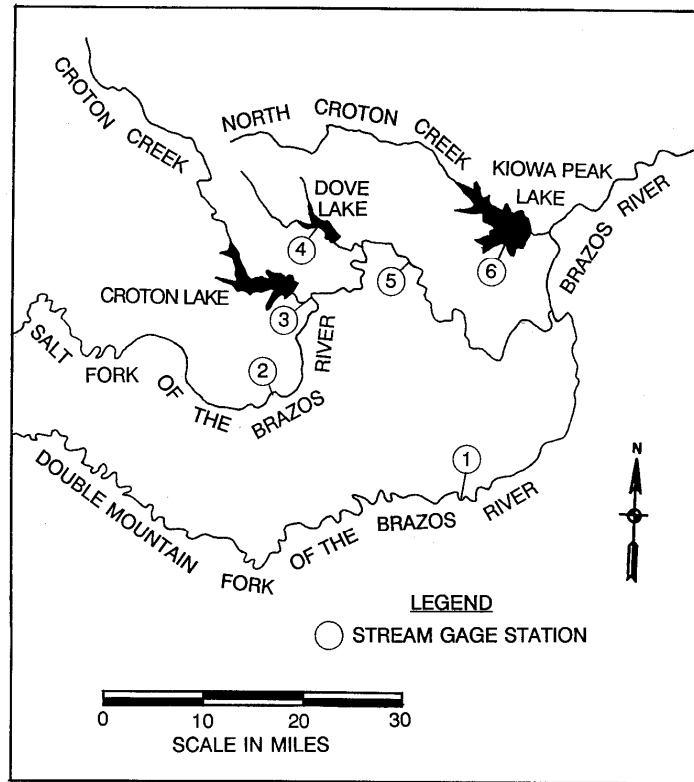 CROTON CREEK
NORTH CROTON CREEK
KIOWA PEAK
LAKE
DOVE
LAKE
BRAZOS RIVER
4
5
6
CROTON LAKE
3
RIVER
2
SALT FORK OF THE BRAZOS
1
DOUBLE MOUNTAIN FORK OF THE BRAZOS RIVER
N
LEGEND
STREAM GAGE STATION
0 10 20 30
SCALE IN MILES